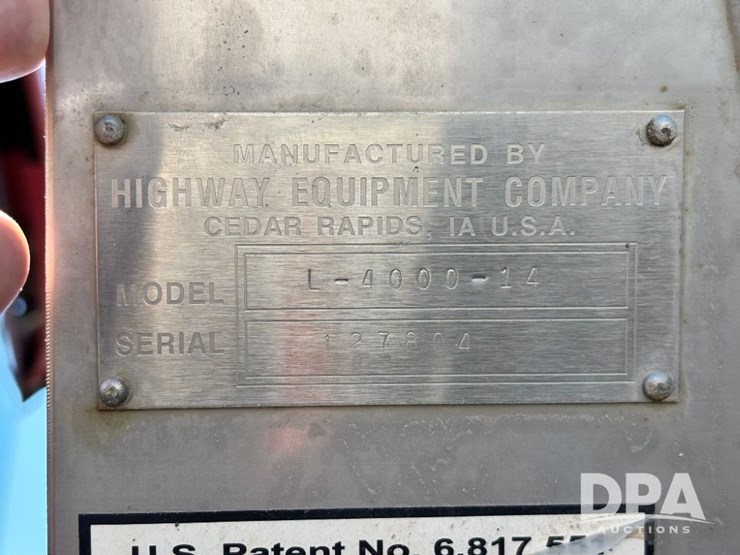 MANUFACTURED BY
HIGHWAY EQUIPMENT COMPANY
CEDAR RAPIDS, IA U.S.A.
MODEL L-4000-14
SERIAL 127804
U.S. Patent No. 6,817,55
DPA
AUCTIONS